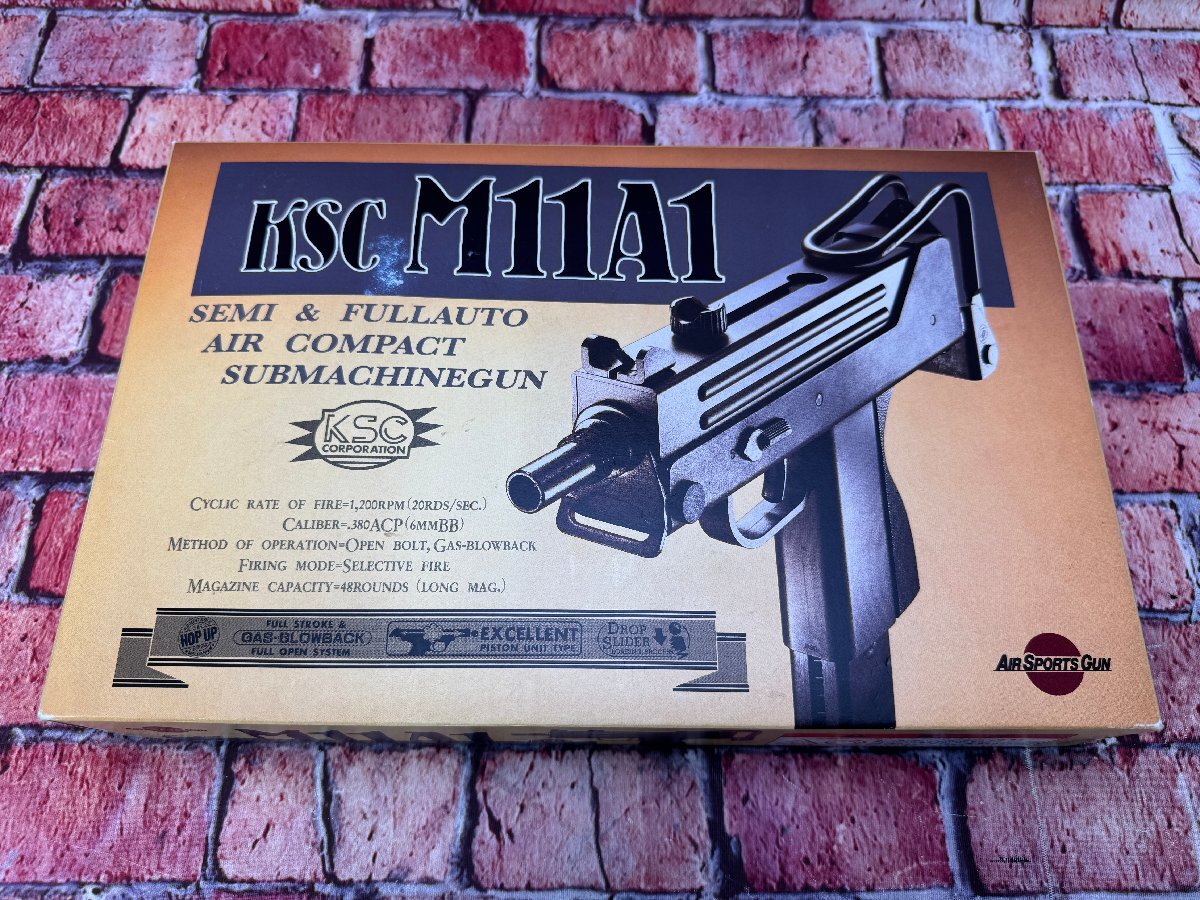 KSC M11A1
SEMI & FULLAUTO
AIR COMPACT
SUBMACHINEGUN
KSC
CORPORATION
CYCLIC RATE OF FIRE=1,200RPM(20RDS/SEC.)
CALIBER=.380ACP(6MMBB)
METHOD OF OPERATION=OPEN BOLT, GAS-BLOWBACK
FIRING MODE=SELECTIVE FIRE
MAGAZINE CAPACITY=48ROUNDS (LONG MAG.)
HOP UP
FULL STROKE &
GAS-BLOWBACK
FULL OPEN SYSTEM
EXCELLENT
PISTON UNIT TYPE
DROP
SLIDER
AIR SPORTS GUN
M11A1